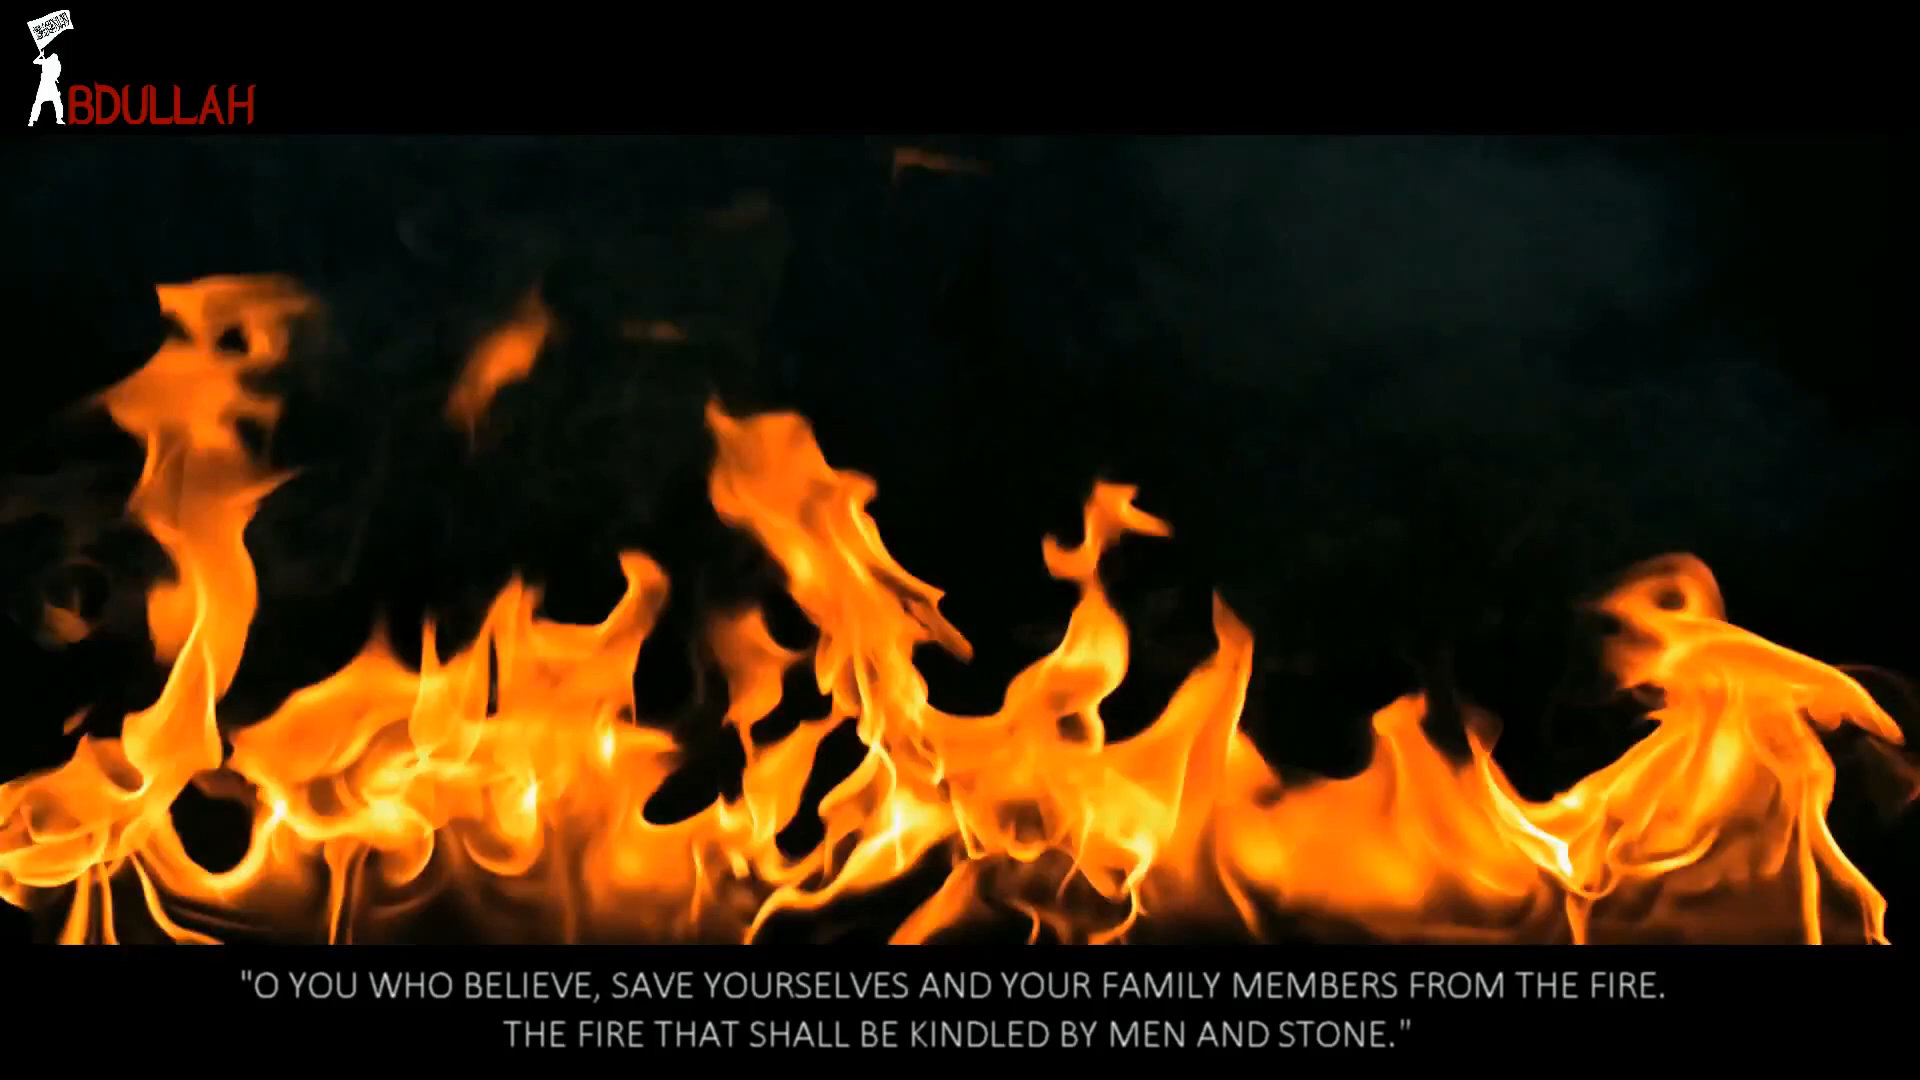 ABDULLAH
"O YOU WHO BELIEVE, SAVE YOURSELVES AND YOUR FAMILY MEMBERS FROM THE FIRE.
THE FIRE THAT SHALL BE KINDLED BY MEN AND STONE."